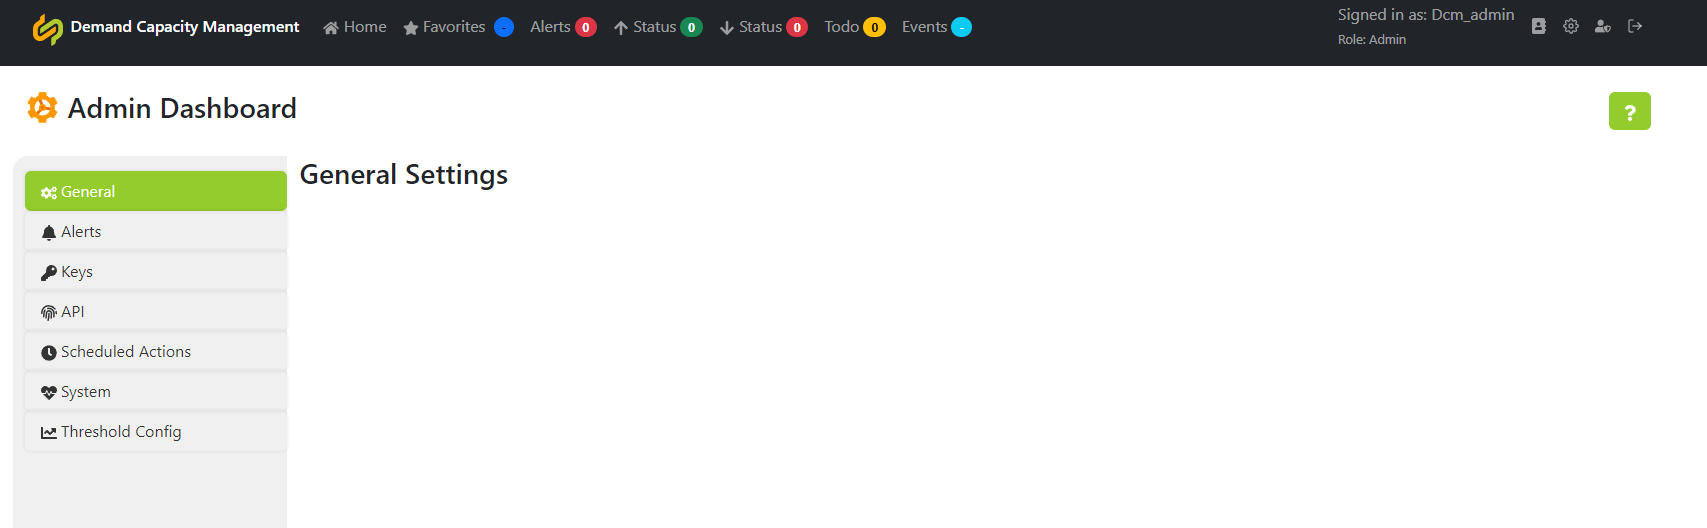 Demand Capacity Management Home Favorites - Alerts 0 Status 0 Status 0 Todo 0 Events -
Signed in as: Dcm_admin
Role: Admin
Admin Dashboard
?
General Settings
General
Alerts
Keys
API
Scheduled Actions
System
Threshold Config